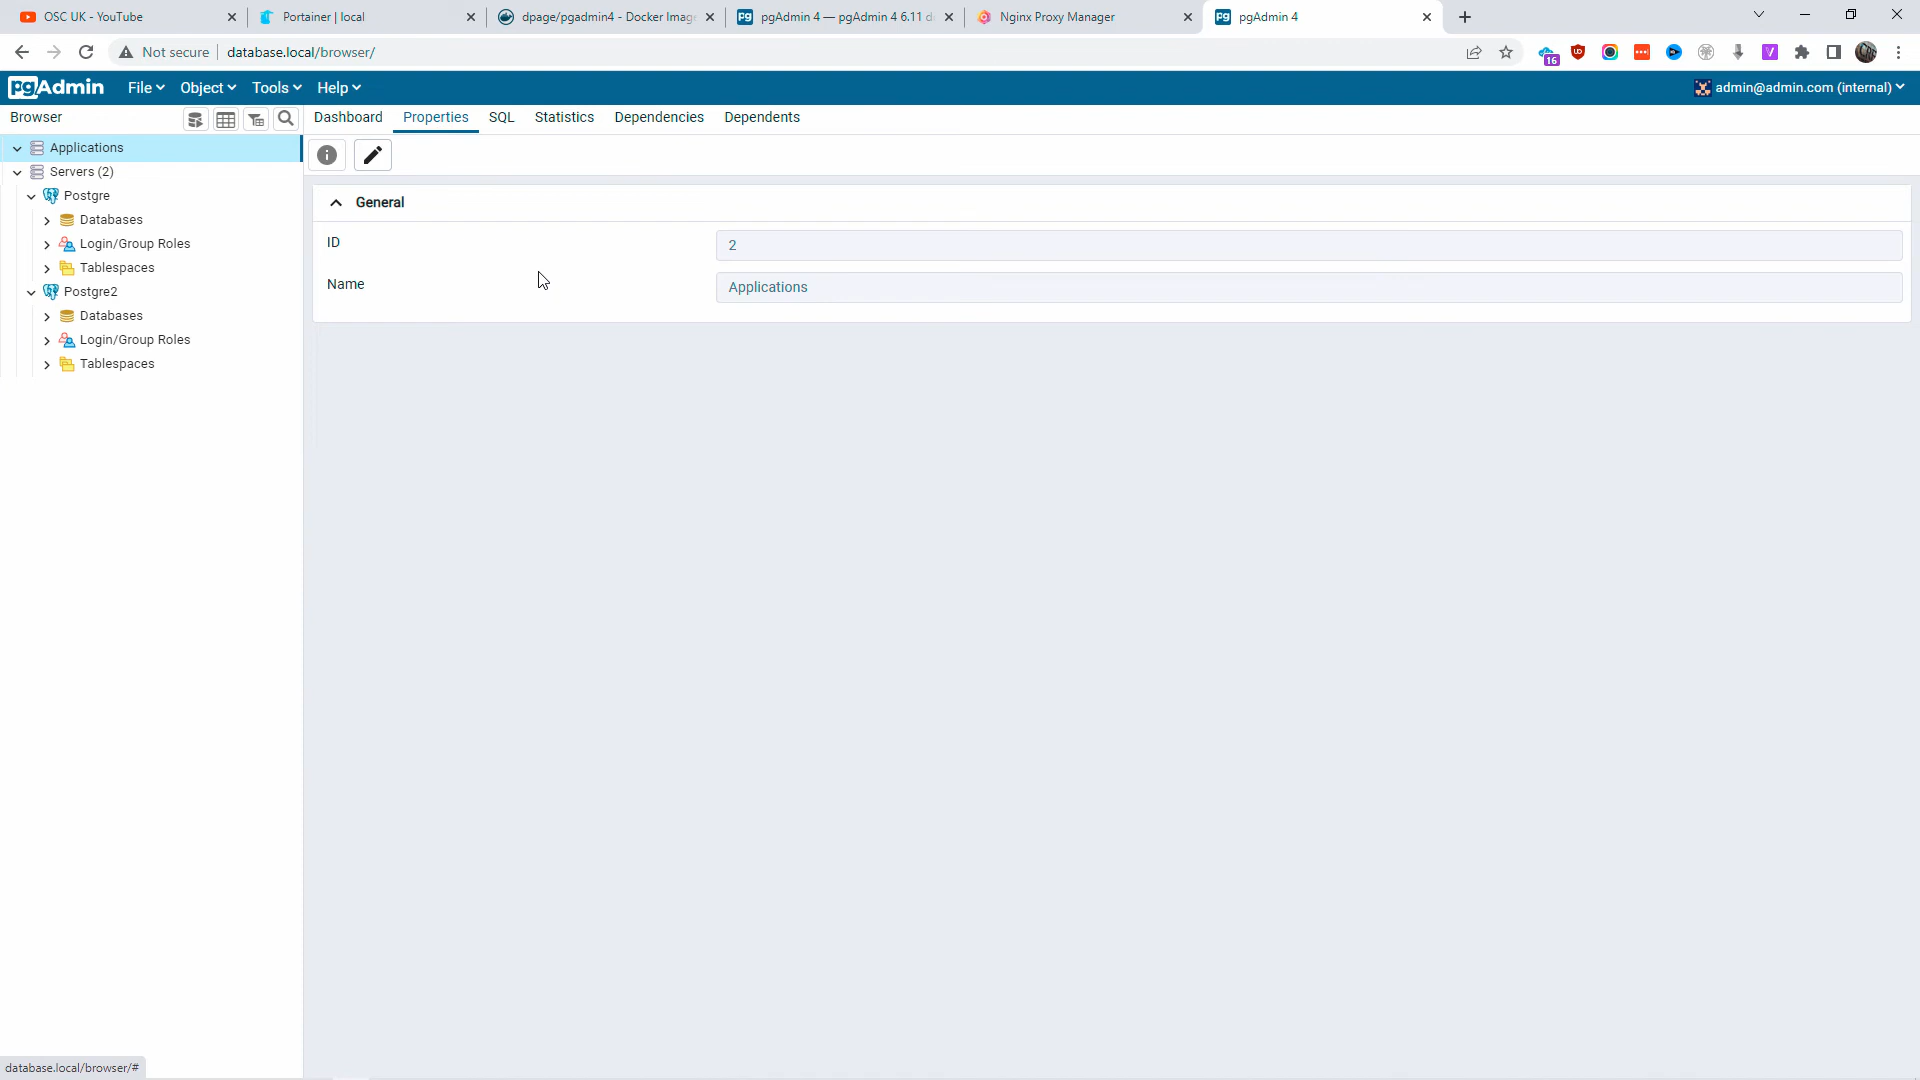 OSC UK - YouTube
Portainer | local
dpage/pgadmin4 - Docker Imag
pgAdmin 4 — pgAdmin 4 6.11 d
Nginx Proxy Manager
pgAdmin 4
Not secure
database.local/browser/
16
pgAdmin
File
Object
Tools
Help
admin@admin.com (internal)
Browser
Dashboard
Properties
SQL
Statistics
Dependencies
Dependents
Applications
Servers (2)
Postgre
Databases
Login/Group Roles
Tablespaces
Postgre2
Databases
Login/Group Roles
Tablespaces
General
ID
2
Name
Applications
database.local/browser/#